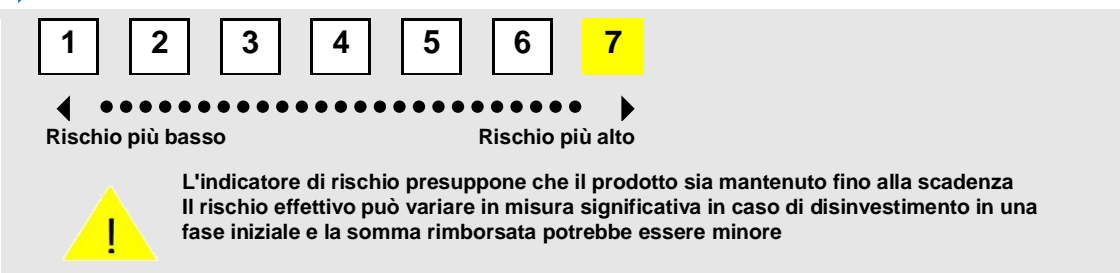 1 2 3 4 5 6 7
Rischio più basso Rischio più alto
L'indicatore di rischio presuppone che il prodotto sia mantenuto fino alla scadenza
Il rischio effettivo può variare in misura significativa in caso di disinvestimento in una
fase iniziale e la somma rimborsata potrebbe essere minore
!